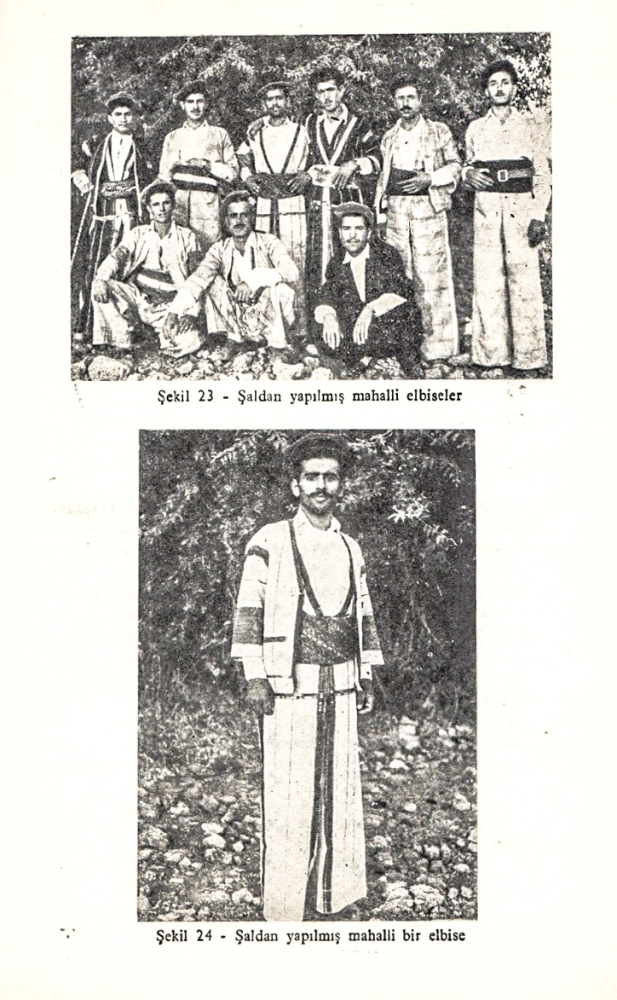 Şekil 23 - Şaldan yapılmış mahalli elbiseler
Şekil 24 - Şaldan yapılmış mahalli bir elbise